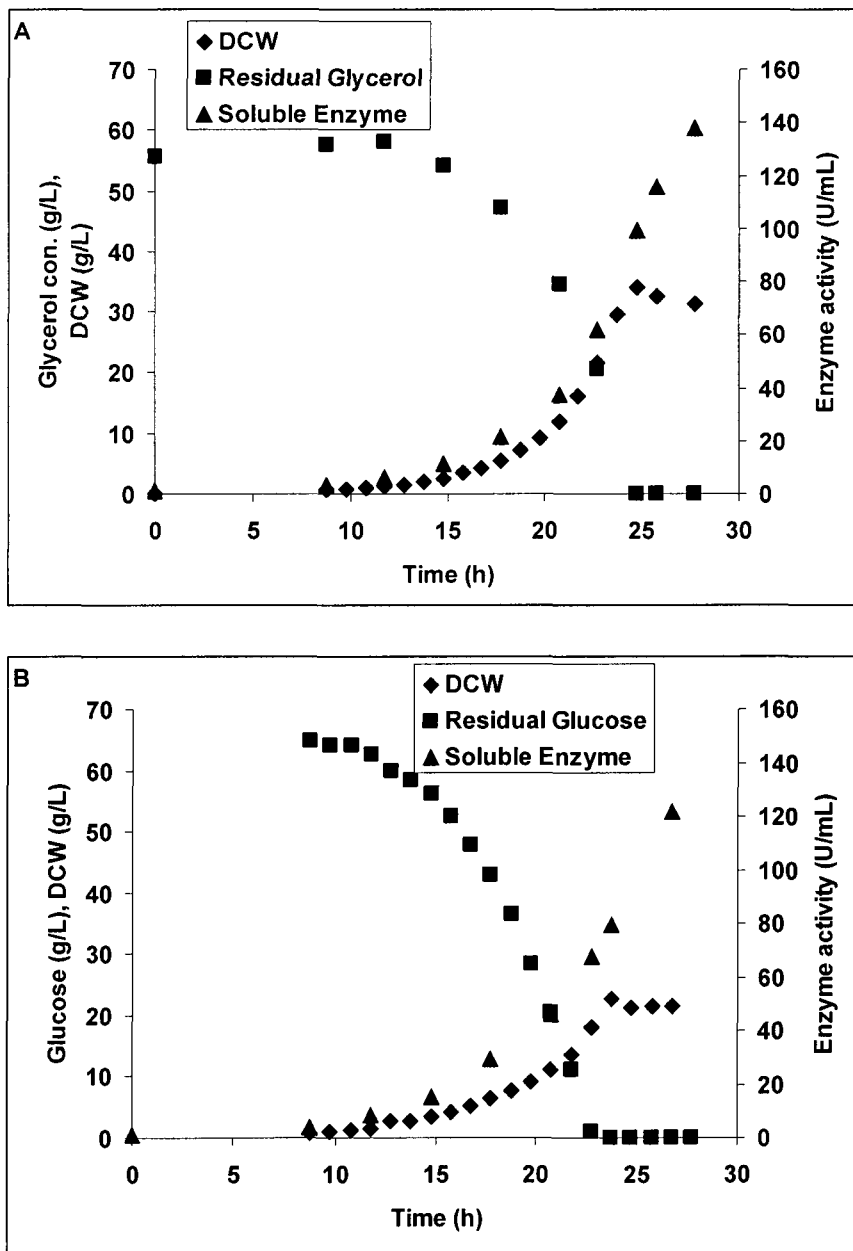 A
DCW
Residual Glycerol
Soluble Enzyme
70
60
50
40
30
20
10
0
Glycerol con. (g/L),
DCW (g/L)
160
140
120
100
80
60
40
20
0
Enzyme activity (U/mL)
0 5 10 15 20 25 30
Time (h)
B
DCW
Residual Glucose
Soluble Enzyme
70
60
50
40
30
20
10
0
Glucose (g/L), DCW (g/L)
160
140
120
100
80
60
40
20
0
Enzyme activity (U/mL)
0 5 10 15 20 25 30
Time (h)